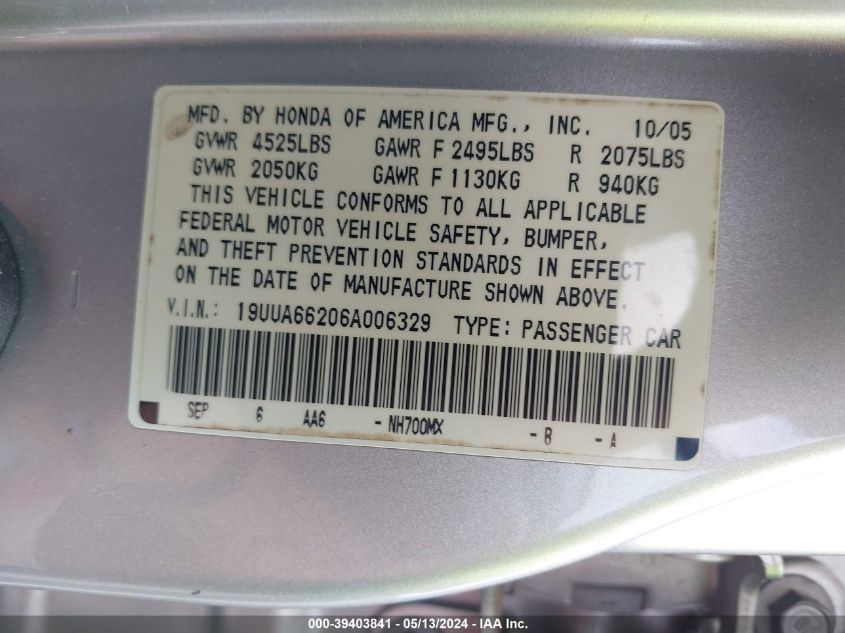 MFD. BY HONDA OF AMERICA MFG., INC. 10/05
GVWR 4525LBS GAWR F 2495LBS R 2075LBS
GVWR 2050KG GAWR F 1130KG R 940KG
THIS VEHICLE CONFORMS TO ALL APPLICABLE
FEDERAL MOTOR VEHICLE SAFETY, BUMPER,
AND THEFT PREVENTION STANDARDS IN EFFECT
ON THE DATE OF MANUFACTURE SHOWN ABOVE.
V.I.N.: 19UUA66206A006329 TYPE: PASSENGER CAR
SEP 6 AA6 - NH700MX - B - A
000-39403841 - 05/13/2024 - IAA Inc.